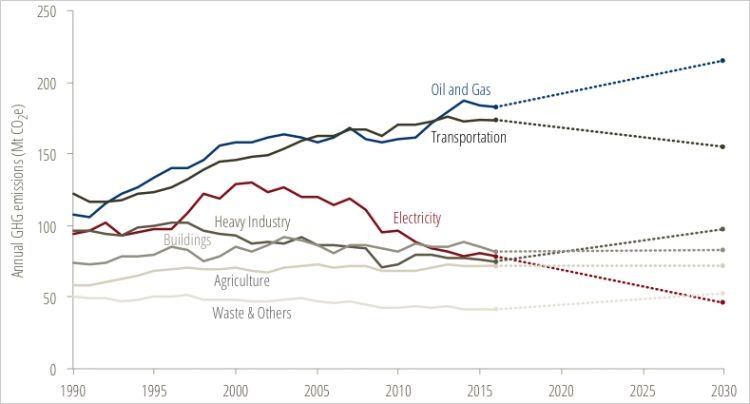 Annual GHG emissions (Mt CO₂e)
250
200
150
100
50
0
Oil and Gas
Transportation
Electricity
Heavy Industry
Buildings
Agriculture
Waste & Others
1990 1995 2000 2005 2010 2015 2020 2025 2030